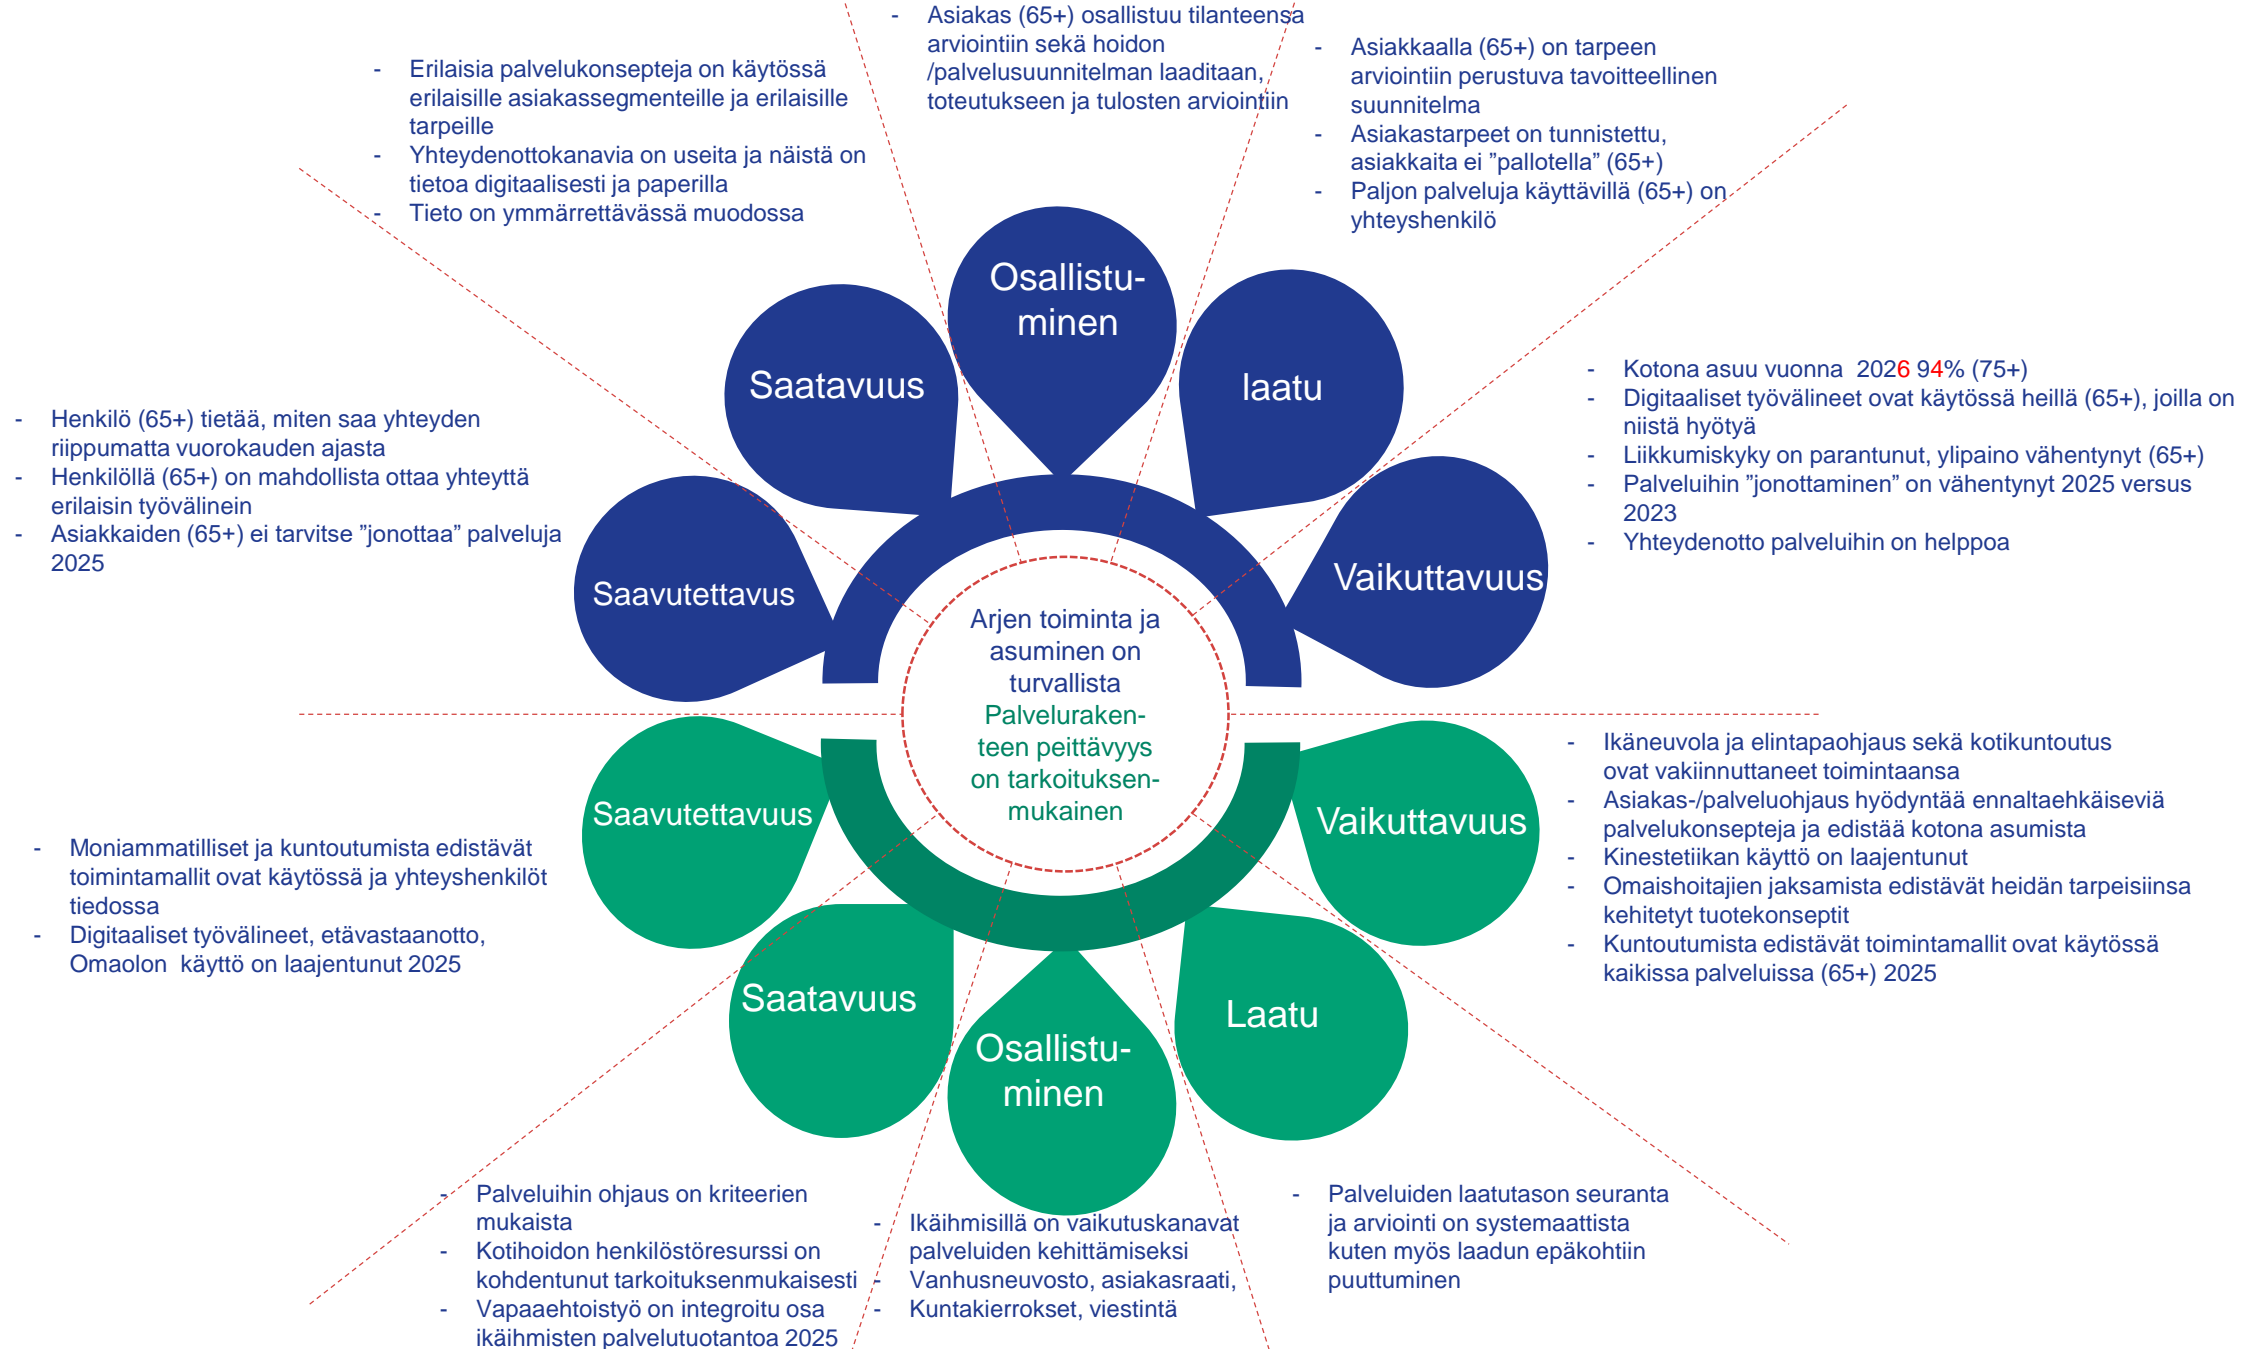 - Asiakas (65+) osallistuu tilanteensa
arviointiin sekä hoidon
/palvelusuunnitelman laaditaan,
toteutukseen ja tulosten arviointiin
- Asiakkaalla (65+) on tarpeen
arviointiin perustuva tavoitteellinen
suunnitelma
- Asiakastarpeet on tunnistettu,
asiakkaita ei ”pallotella” (65+)
- Paljon palveluja käyttävillä (65+) on
yhteyshenkilö
- Erilaisia palvelukonsepteja on käytössä
erilaisille asiakassegmenteille ja erilaisille
tarpeille
- Yhteydenottokanavia on useita ja näistä on
tietoa digitaalisesti ja paperilla
- Tieto on ymmärrettävässä muodossa
Osallistu-
minen
Saatavuus
laatu
- Kotona asuu vuonna 2026 94% (75+)
- Digitaaliset työvälineet ovat käytössä heillä (65+), joilla on
niistä hyötyä
- Liikkumiskyky on parantunut, ylipaino vähentynyt (65+)
- Palveluihin ”jonottaminen” on vähentynyt 2025 versus
2023
- Yhteydenotto palveluihin on helppoa
- Henkilö (65+) tietää, miten saa yhteyden
riippumatta vuorokauden ajasta
- Henkilöllä (65+) on mahdollista ottaa yhteyttä
erilaisin työvälinein
- Asiakkaiden (65+) ei tarvitse ”jonottaa” palveluja
2025
Saavutettavus
Vaikuttavuus
Arjen toiminta ja
asuminen on
turvallista
Palveluraken-
teen peittävyys
on tarkoituksen-
mukainen
Saavutettavuus
Vaikuttavuus
- Ikäneuvola ja elintapaohjaus sekä kotikuntoutus
ovat vakiinnuttaneet toimintaansa
- Asiakas-/palveluohjaus hyödyntää ennaltaehkäiseviä
palvelukonsepteja ja edistää kotona asumista
- Kinestetiikan käyttö on laajentunut
- Omaishoitajien jaksamista edistävät heidän tarpeisiinsa
kehitetyt tuotekonseptit
- Kuntoutumista edistävät toimintamallit ovat käytössä
kaikissa palveluissa (65+) 2025
- Moniammatilliset ja kuntoutumista edistävät
toimintamallit ovat käytössä ja yhteyshenkilöt
tiedossa
- Digitaaliset työvälineet, etävastaanotto,
Omaolon käyttö on laajentunut 2025
Saatavuus
Osallistu-
minen
Laatu
- Palveluihin ohjaus on kriteerien
mukaista
- Kotihoidon henkilöstöresurssi on
kohdentunut tarkoituksenmukaisesti
- Vapaaehtoistyö on integroitu osa
ikäihmisten palvelutuotantoa 2025
- Ikäihmisillä on vaikutuskanavat
palveluiden kehittämiseksi
- Vanhusneuvosto, asiakasraati,
- Kuntakierrokset, viestintä
- Palveluiden laatutason seuranta
ja arviointi on systemaattista
kuten myös laadun epäkohtiin
puuttuminen